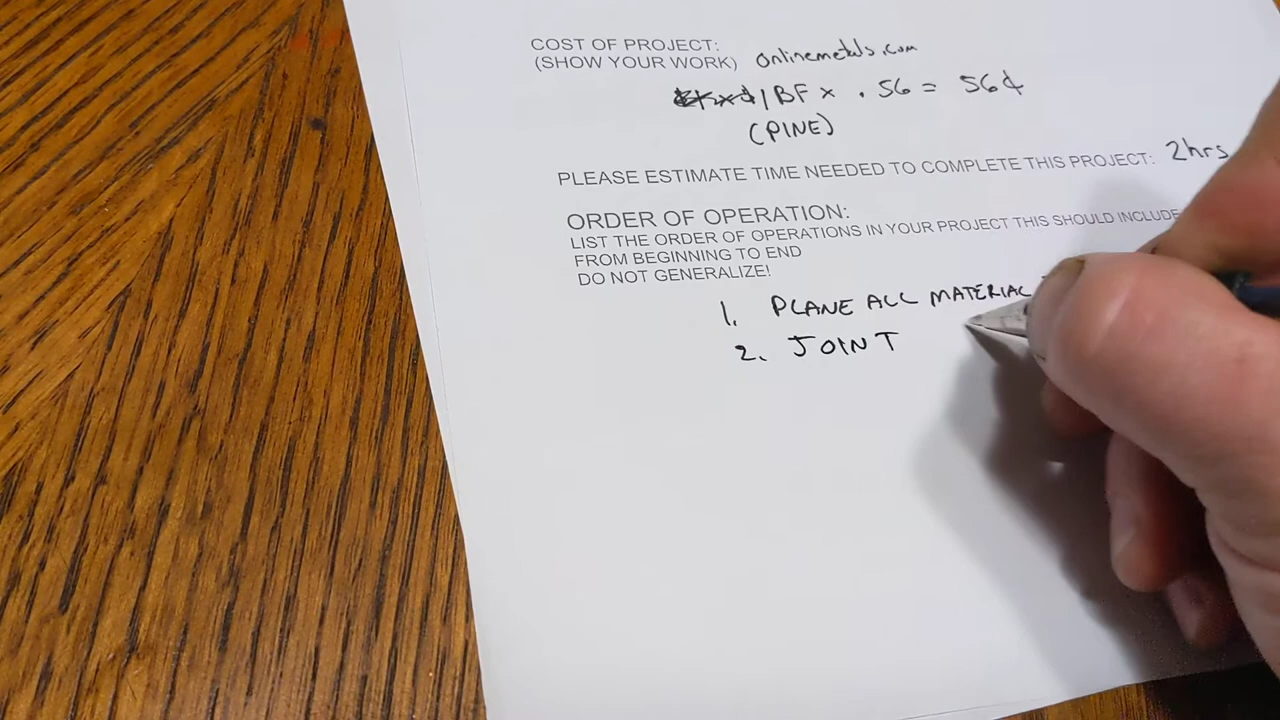 COST OF PROJECT:
(SHOW YOUR WORK) onlinemetals.com
1BF x .56 = 56¢
(PINE)
PLEASE ESTIMATE TIME NEEDED TO COMPLETE THIS PROJECT: 2hrs
ORDER OF OPERATION:
LIST THE ORDER OF OPERATIONS IN YOUR PROJECT THIS SHOULD INCLUDE
FROM BEGINNING TO END
DO NOT GENERALIZE!
1. PLANE ALL MATERIAL
2. JOINT